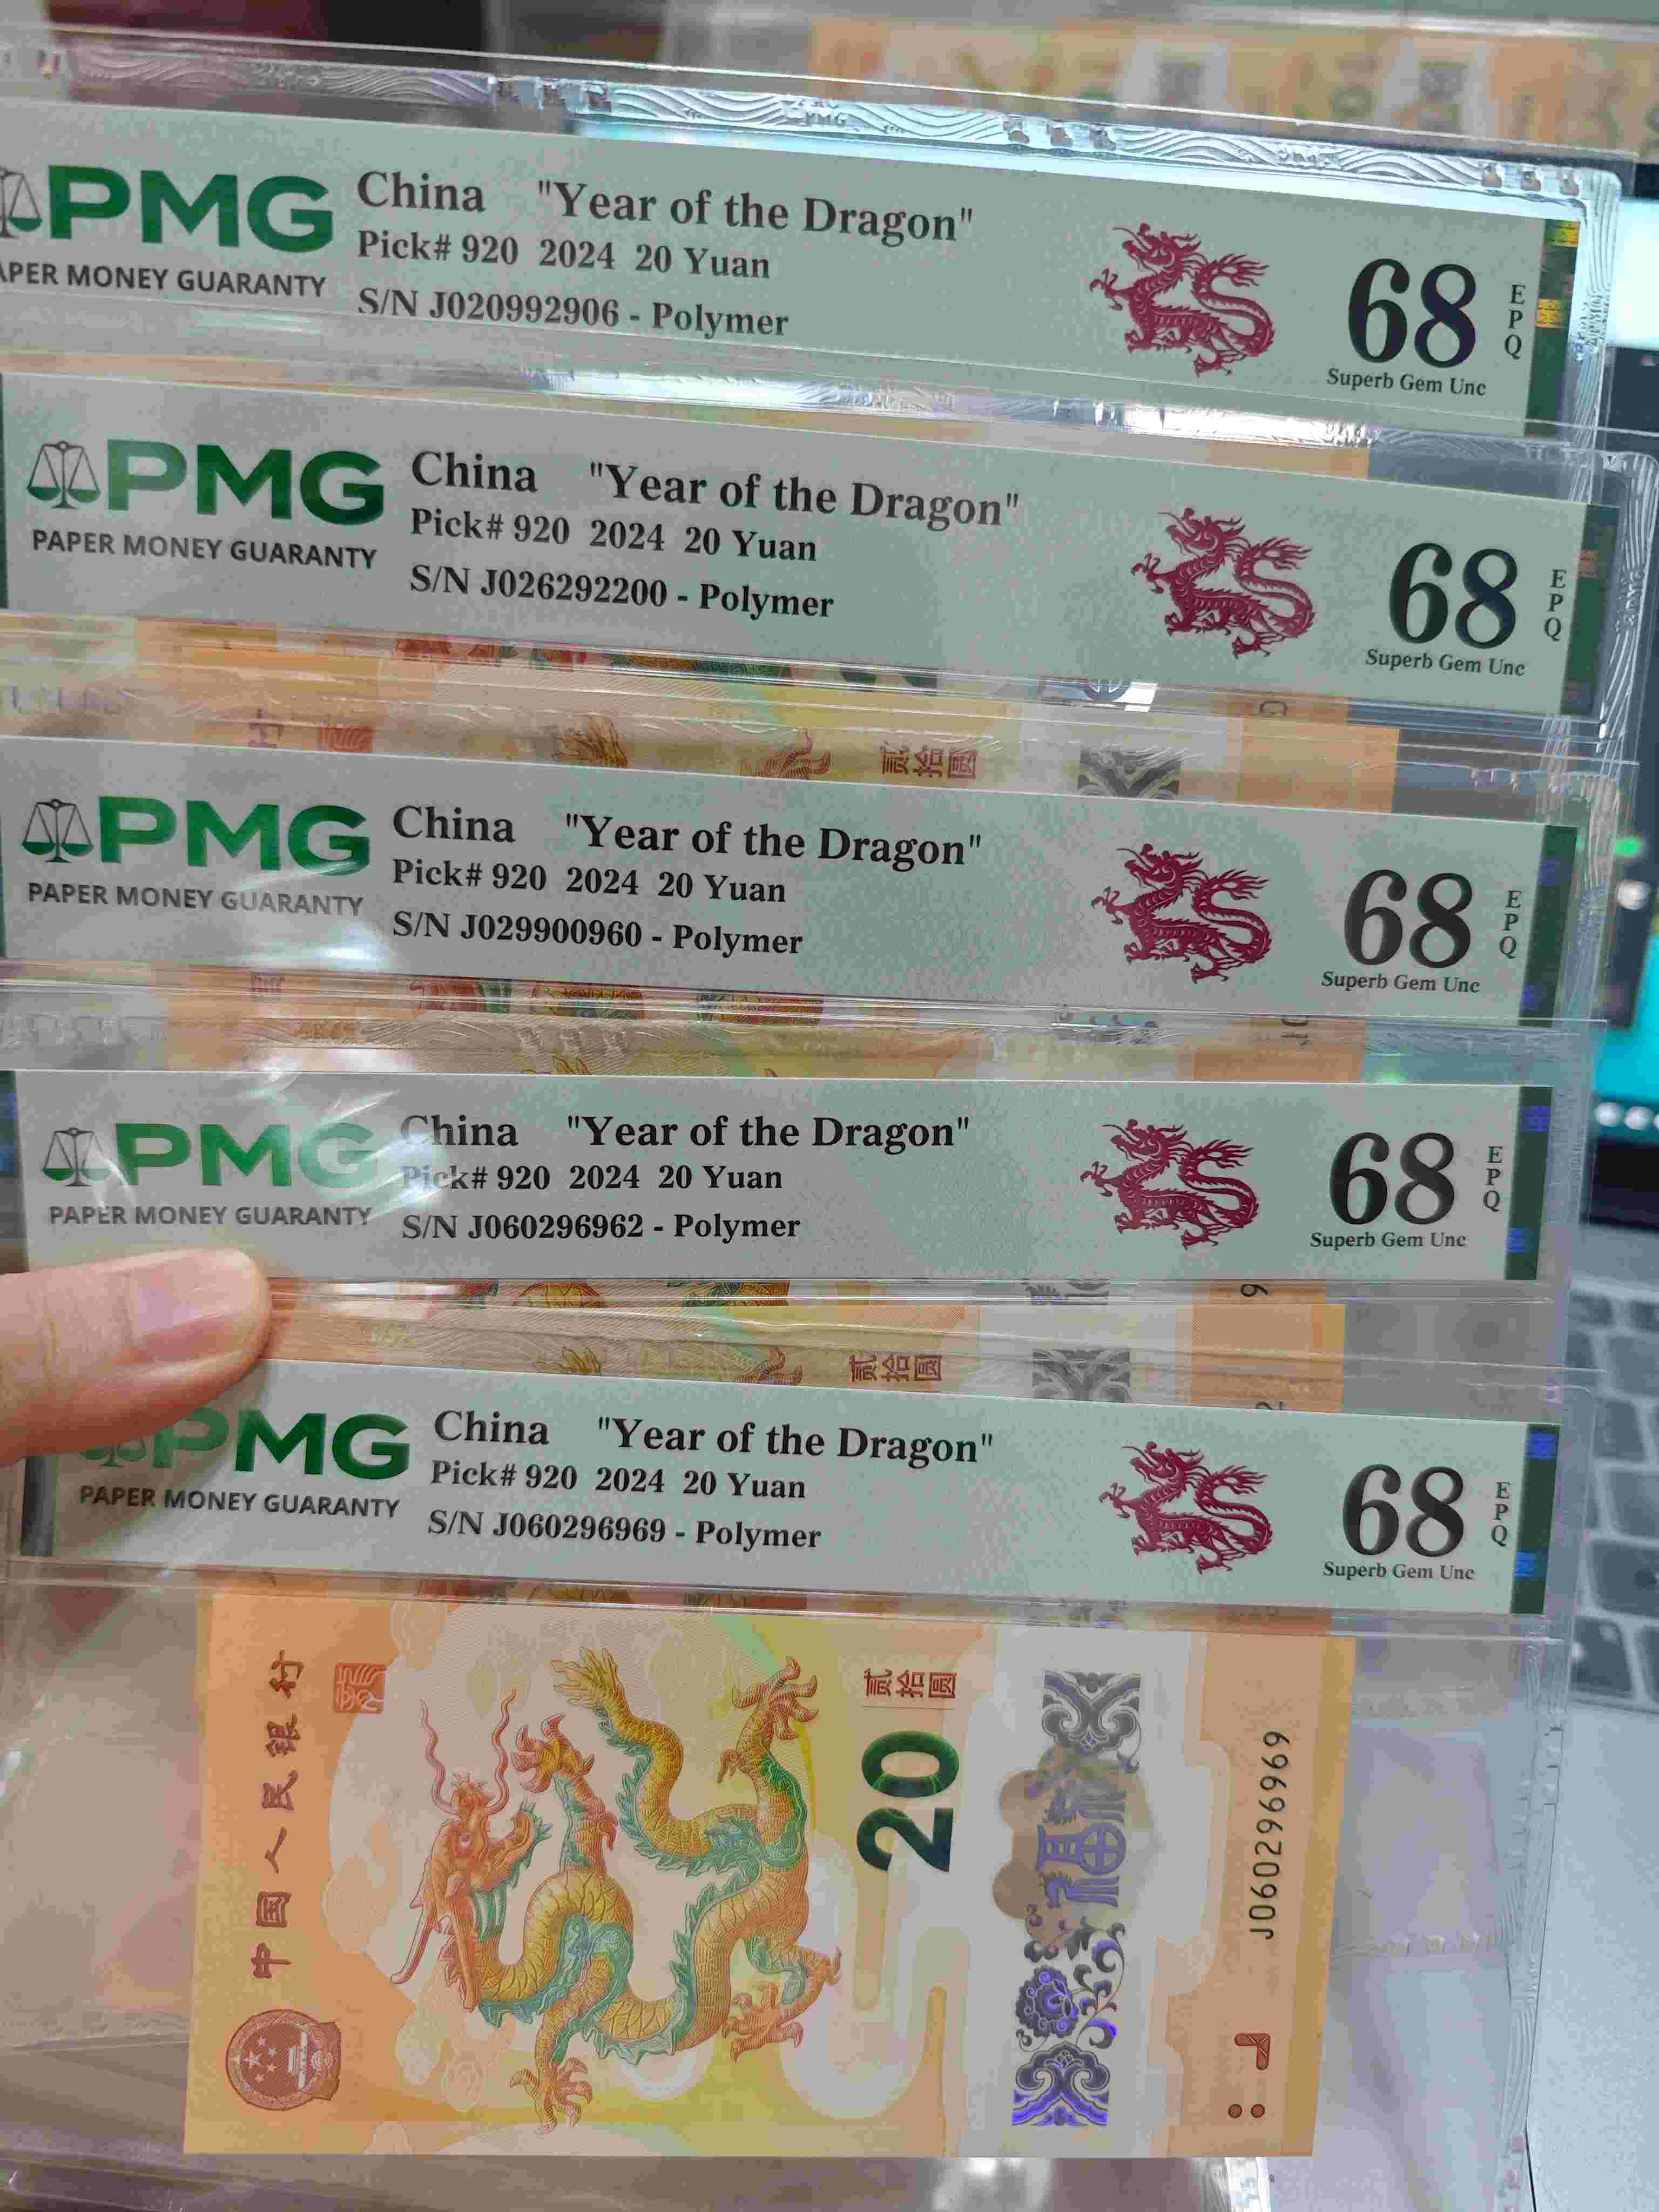 PMG
PAPER MONEY GUARANTY
China "Year of the Dragon"
Pick# 920 2024 20 Yuan
S/N J020992906 - Polymer
68
EPQ
Superb Gem Unc
PMG
PAPER MONEY GUARANTY
China "Year of the Dragon"
Pick# 920 2024 20 Yuan
S/N J026292200 - Polymer
68
EPQ
Superb Gem Unc
贰拾圆
PMG
PAPER MONEY GUARANTY
China "Year of the Dragon"
Pick# 920 2024 20 Yuan
S/N J029900960 - Polymer
68
EPQ
Superb Gem Unc
PMG
PAPER MONEY GUARANTY
China "Year of the Dragon"
Pick# 920 2024 20 Yuan
S/N J060296962 - Polymer
68
EPQ
Superb Gem Unc
贰拾圆
PMG
PAPER MONEY GUARANTY
China "Year of the Dragon"
Pick# 920 2024 20 Yuan
S/N J060296969 - Polymer
68
EPQ
Superb Gem Unc
中国人民银行
贰拾圆
20
J060296969